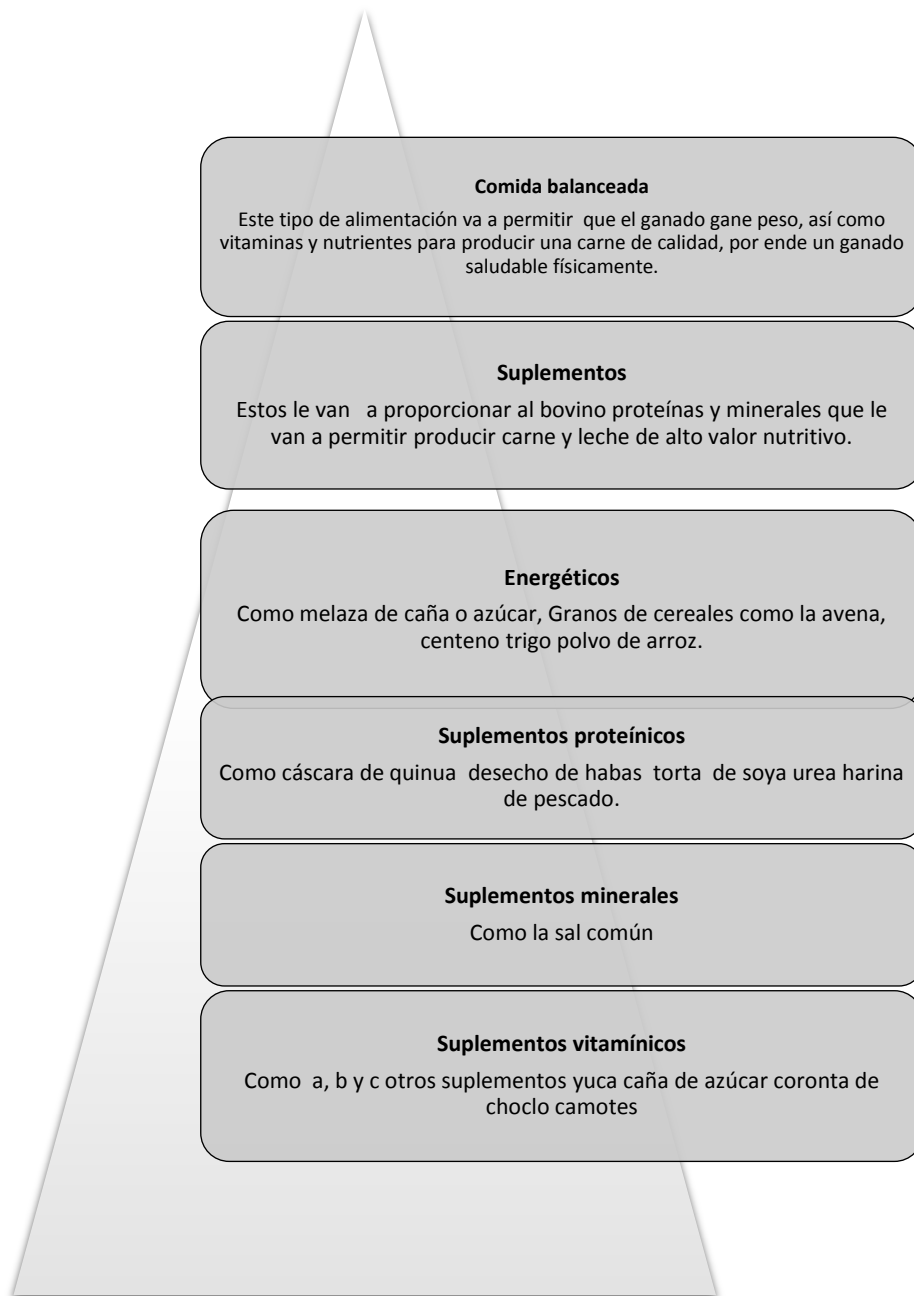 Comida balanceada
Este tipo de alimentación va a permitir que el ganado gane peso, así como
vitaminas y nutrientes para producir una carne de calidad, por ende un ganado
saludable físicamente.
Suplementos
Estos le van a proporcionar al bovino proteínas y minerales que le
van a permitir producir carne y leche de alto valor nutritivo.
Energéticos
Como melaza de caña o azúcar, Granos de cereales como la avena,
centeno trigo polvo de arroz.
Suplementos proteínicos
Como cáscara de quinua desecho de habas torta de soya urea harina
de pescado.
Suplementos minerales
Como la sal común
Suplementos vitamínicos
Como a, b y c otros suplementos yuca caña de azúcar coronta de
choclo camotes